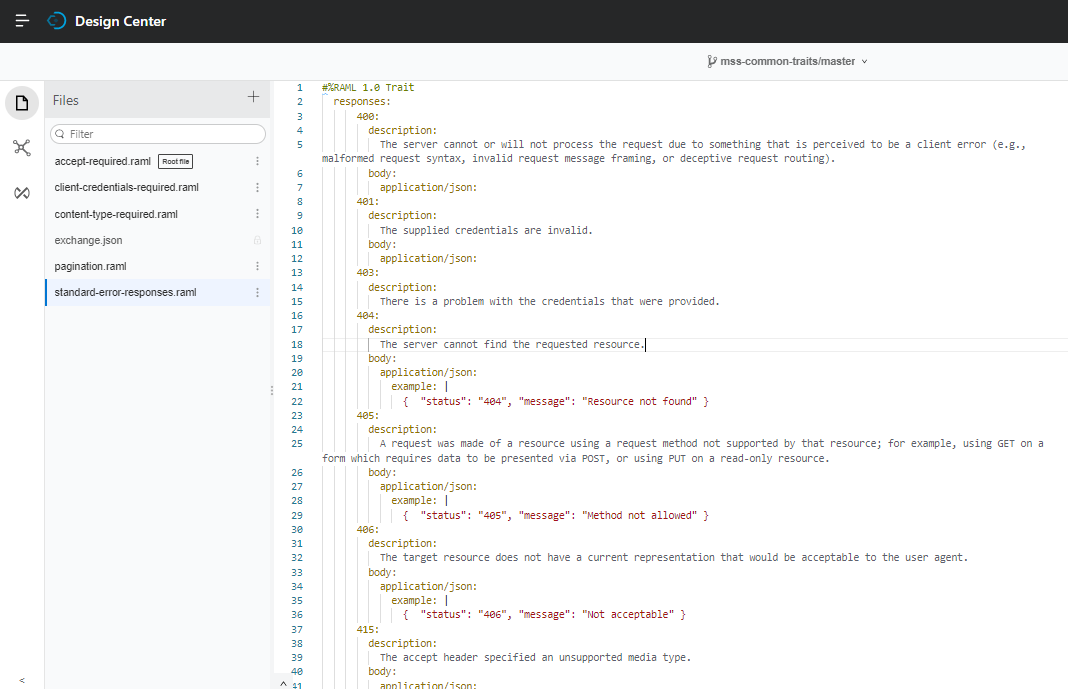 Design Center
mss-common-traits/master
Files
Filter
accept-required.raml Root file
client-credentials-required.raml
content-type-required.raml
exchange.json
pagination.raml
standard-error-responses.raml
1 #%RAML 1.0 Trait
2 responses:
3 400:
4 description:
5 The server cannot or will not process the request due to something that is perceived to be a client error (e.g.,
malformed request syntax, invalid request message framing, or deceptive request routing).
6 body:
7 application/json:
8 401:
9 description:
10 The supplied credentials are invalid.
11 body:
12 application/json:
13 403:
14 description:
15 There is a problem with the credentials that were provided.
16 404:
17 description:
18 The server cannot find the requested resource.
19 body:
20 application/json:
21 example: |
22 { "status": "404", "message": "Resource not found" }
23 405:
24 description:
25 A request was made of a resource using a request method not supported by that resource; for example, using GET on a
form which requires data to be presented via POST, or using PUT on a read-only resource.
26 body:
27 application/json:
28 example: |
29 { "status": "405", "message": "Method not allowed" }
30 406:
31 description:
32 The target resource does not have a current representation that would be acceptable to the user agent.
33 body:
34 application/json:
35 example: |
36 { "status": "406", "message": "Not acceptable" }
37 415:
38 description:
39 The accept header specified an unsupported media type.
40 body:
41 application/json: